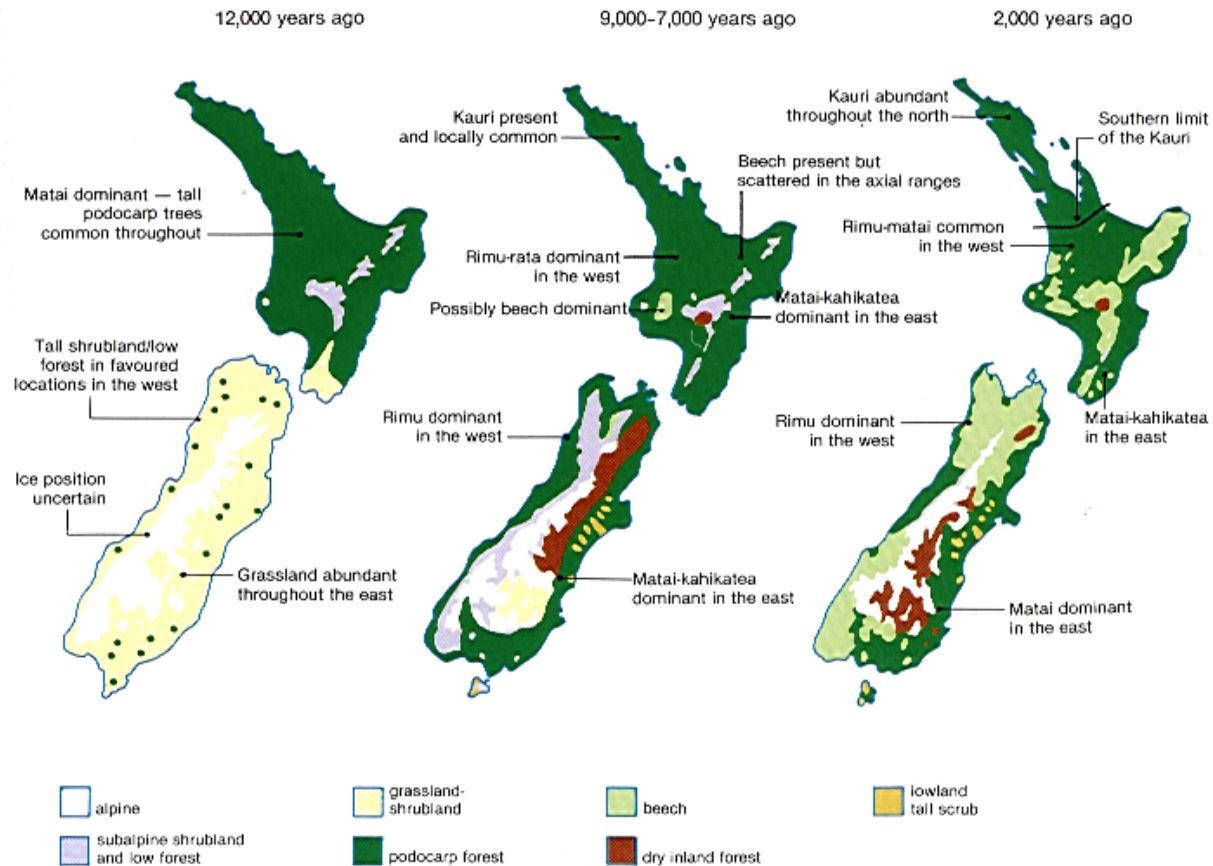 12,000 years ago
9,000–7,000 years ago
2,000 years ago
Matai dominant — tall
podocarp trees
common throughout
Tall shrubland/low
forest in favoured
locations in the west
Ice position
uncertain
Grassland abundant
throughout the east
Kauri present
and locally common
Beech present but
scattered in the axial ranges
Rimu-rata dominant
in the west
Possibly beech dominant
Matai-kahikatea
dominant in the east
Rimu dominant
in the west
Matai-kahikatea
dominant in the east
Kauri abundant
throughout the north
Southern limit
of the Kauri
Rimu-matai common
in the west
Matai-kahikatea
in the east
Rimu dominant
in the west
Matai dominant
in the east
alpine
grassland-
shrubland
beech
lowland
tall scrub
subalpine shrubland
and low forest
podocarp forest
dry inland forest